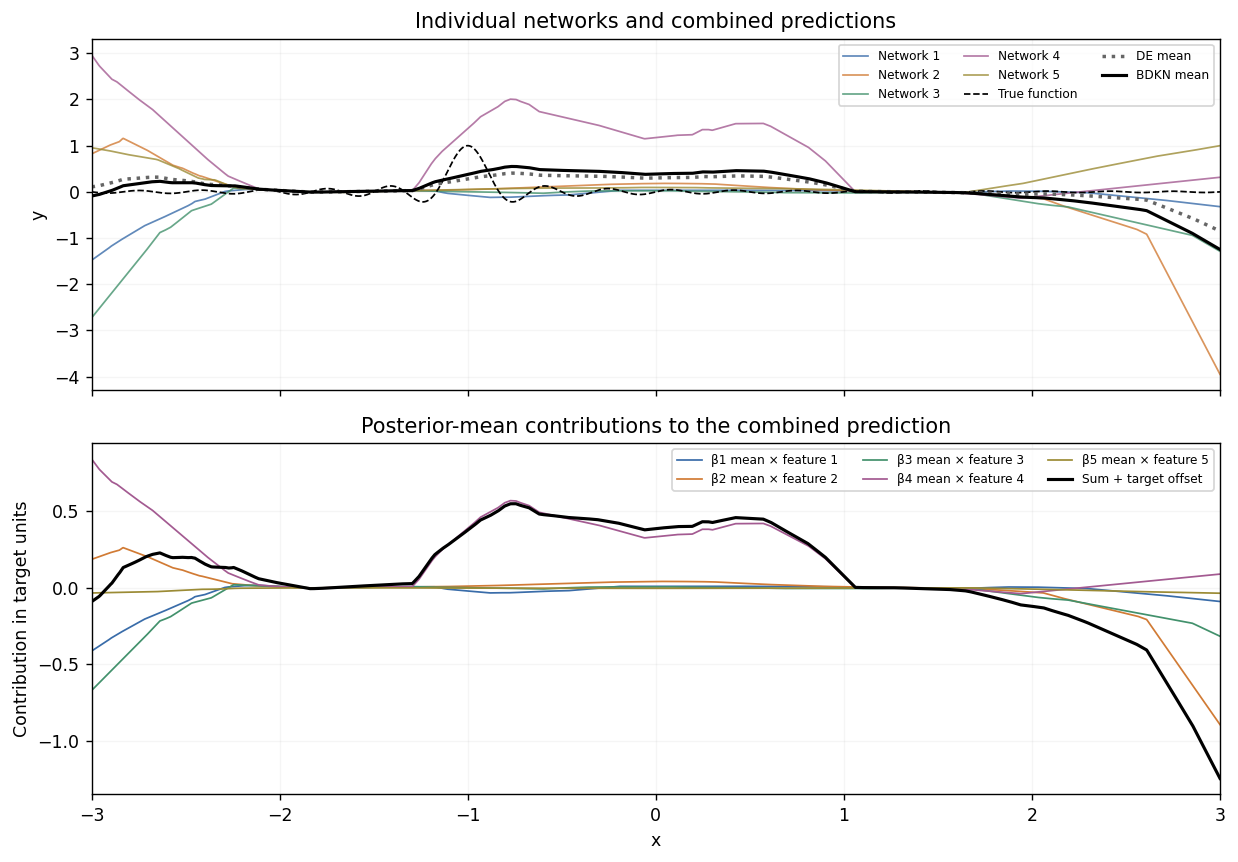 Individual networks and combined predictions
3
2
1
0
−1
−2
−3
−4
y
Network 1
Network 2
Network 3
Network 4
Network 5
True function
DE mean
BDKN mean
Posterior-mean contributions to the combined prediction
0.5
0.0
−0.5
−1.0
Contribution in target units
β1 mean × feature 1
β2 mean × feature 2
β3 mean × feature 3
β4 mean × feature 4
β5 mean × feature 5
Sum + target offset
−3 −2 −1 0 1 2 3
x